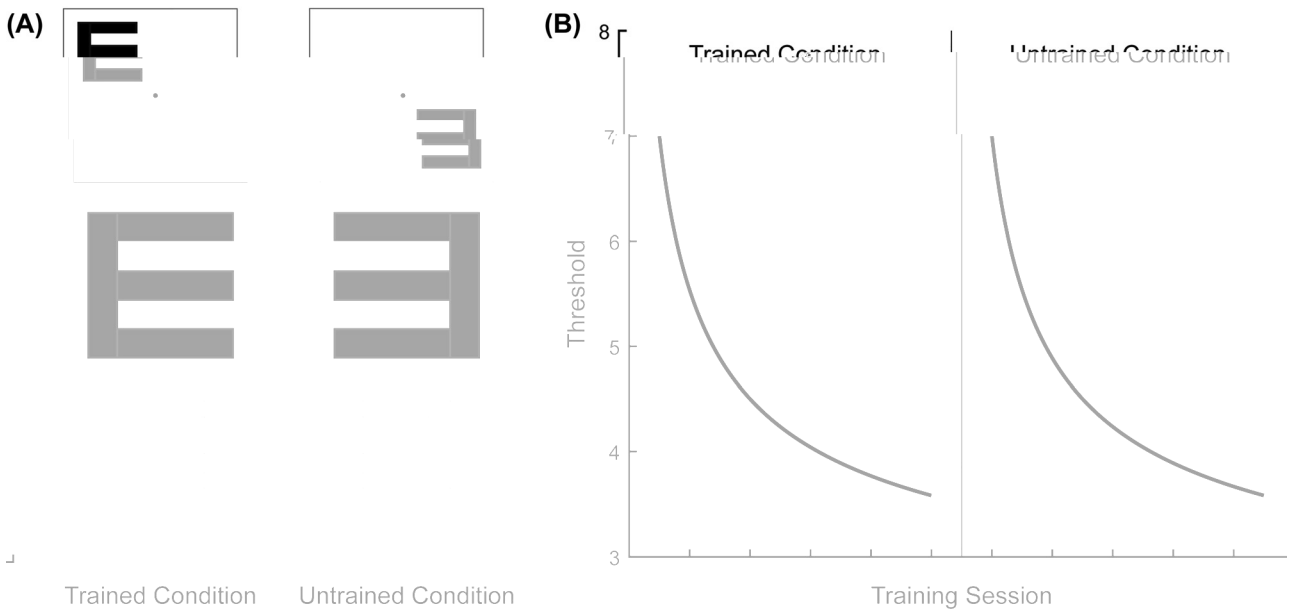 (A)
(B)
8
Trained Condition
Untrained Condition
7
6
5
4
3
Threshold
Trained Condition
Untrained Condition
Training Session